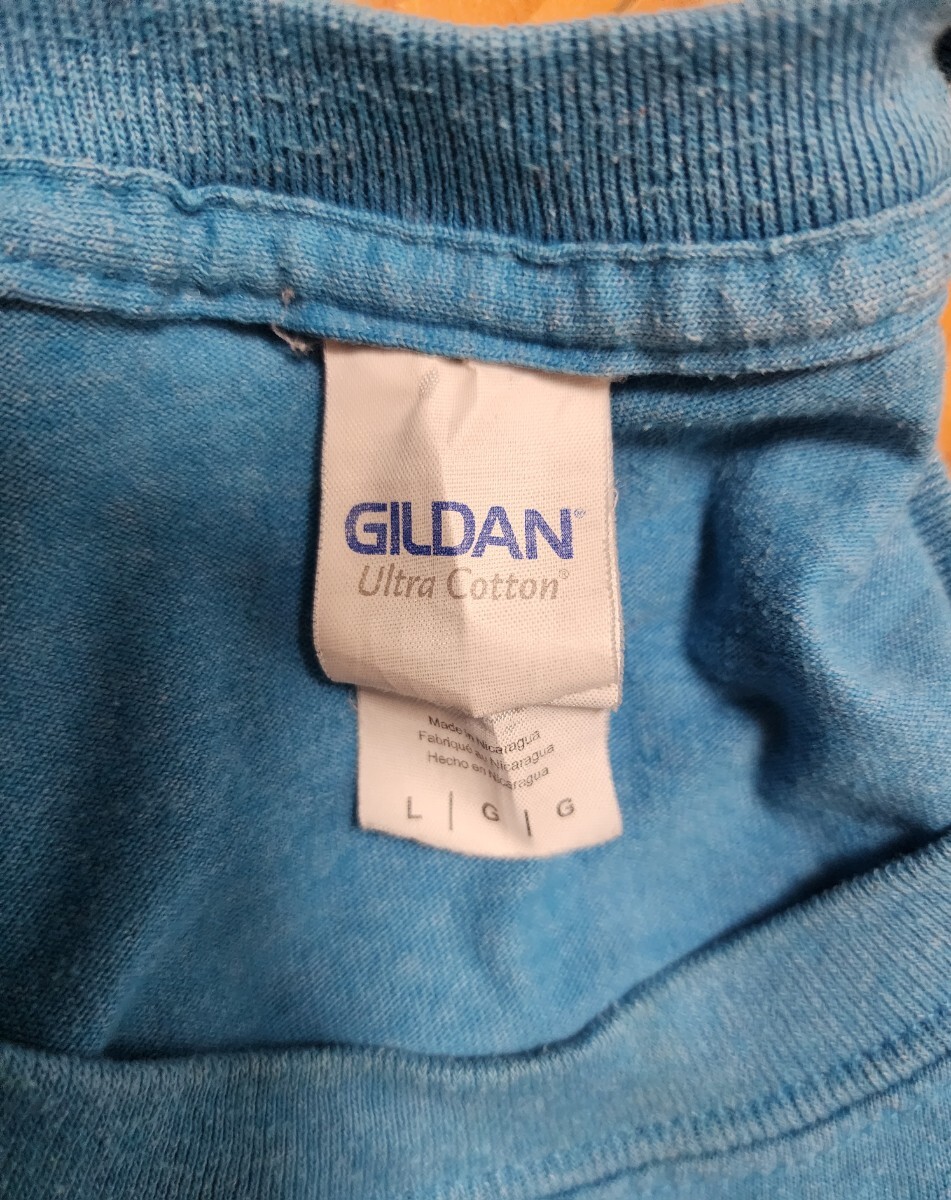 GILDAN®
Ultra Cotton®
Made in Nicaragua
Fabriqué au Nicaragua
Hecho en Nicaragua
L | G | G